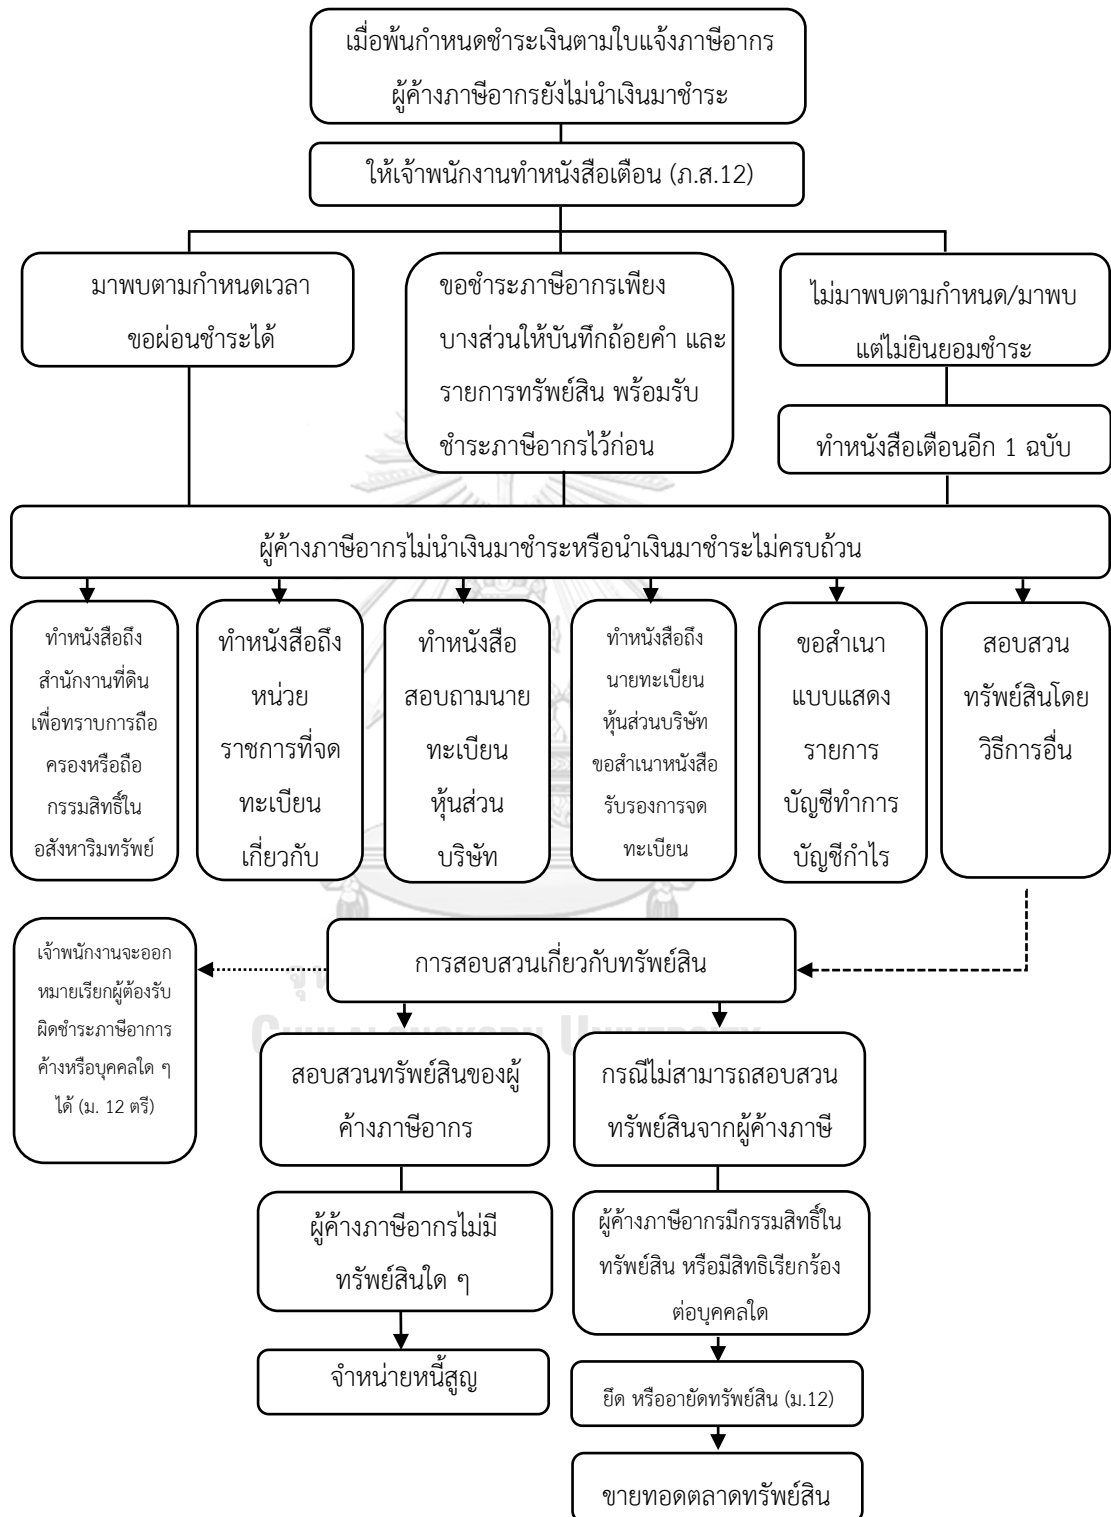 เมื่อพ้นกำหนดชำระเงินตามใบแจ้งภาษีอากร
ผู้ค้างภาษีอากรยังไม่นำเงินมาชำระ
ให้เจ้าพนักงานทำหนังสือเตือน (ภ.ส.12)
มาพบตามกำหนดเวลา
ขอผ่อนชำระได้
ขอชำระภาษีอากรเพียง
บางส่วนให้บันทึกถ้อยคำ และ
รายการทรัพย์สิน พร้อมรับ
ชำระภาษีอากรไว้ก่อน
ไม่มาพบตามกำหนด/มาพบ
แต่ไม่ยินยอมชำระ
ทำหนังสือเตือนอีก 1 ฉบับ
ผู้ค้างภาษีอากรไม่นำเงินมาชำระหรือนำเงินมาชำระไม่ครบถ้วน
ทำหนังสือถึง
สำนักงานที่ดิน
เพื่อทราบการถือ
ครองหรือถือ
กรรมสิทธิ์ใน
อสังหาริมทรัพย์
ทำหนังสือถึง
หน่วย
ราชการที่จด
ทะเบียน
เกี่ยวกับ
ทำหนังสือ
สอบถามนาย
ทะเบียน
หุ้นส่วน
บริษัท
ทำหนังสือถึง
นายทะเบียน
หุ้นส่วนบริษัท
ขอสำเนาหนังสือ
รับรองการจด
ทะเบียน
ขอสำเนา
แบบแสดง
รายการ
บัญชีทำการ
บัญชีกำไร
สอบสวน
ทรัพย์สินโดย
วิธีการอื่น
เจ้าพนักงานจะออก
หมายเรียกผู้ต้องรับ
ผิดชำระภาษีอาการ
ค้างหรือบุคคลใด ๆ
ได้ (ม. 12 ตรี)
การสอบสวนเกี่ยวกับทรัพย์สิน
CHULALONGKORN UNIVERSITY
สอบสวนทรัพย์สินของผู้
ค้างภาษีอากร
กรณีไม่สามารถสอบสวน
ทรัพย์สินจากผู้ค้างภาษี
ผู้ค้างภาษีอากรไม่มี
ทรัพย์สินใด ๆ
ผู้ค้างภาษีอากรมีกรรมสิทธิ์ใน
ทรัพย์สิน หรือมีสิทธิเรียกร้อง
ต่อบุคคลใด
จำหน่ายหนี้สูญ
ยึด หรืออายัดทรัพย์สิน (ม.12)
ขายทอดตลาดทรัพย์สิน